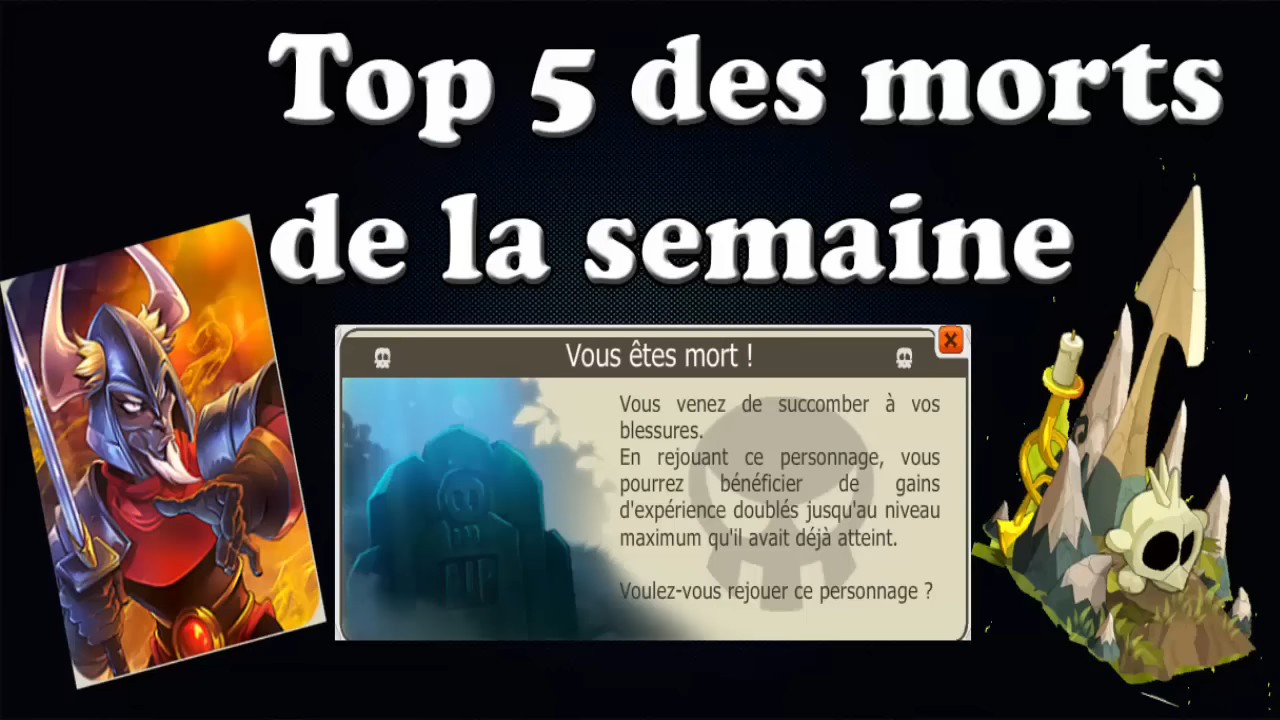 Top 5 des morts
de la semaine
Vous êtes mort !
Vous venez de succomber à vos
blessures.
En rejouant ce personnage, vous
pourrez bénéficier de gains
d'expérience doublés jusqu'au niveau
maximum qu'il avait déjà atteint.
Voulez-vous rejouer ce personnage ?